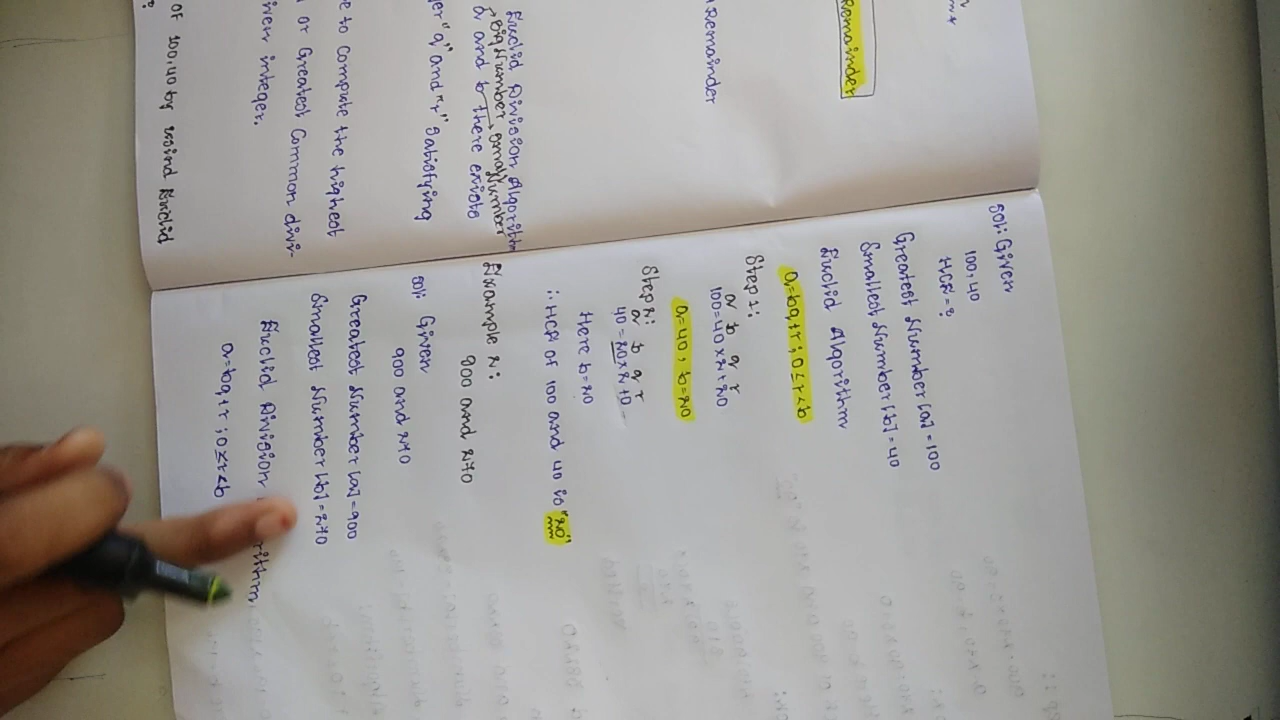 Remainder
Remainder
Euclid Division Algorithm
big Number small Number
a and b there exists
"q" and "r" satisfying
to compute the highest
or Greatest Common divi-
integer.
of 100,40 by using Euclid
Sol: Given
100,40
HCF = ?
Greatest Number [a] = 100
Smallest Number [b] = 40
Euclid Algorithm
a=bq+r ; 0≤r<b
Step 1:
a b q r
100=40×2+20
a=40, b=20
Step 2:
a b q r
40=20×2+0
Here b=20
∴ HCF of 100 and 40 is "20"
Example 2:
900 and 270
Sol: Given
900 and 270
Greatest Number [a] = 900
Smallest Number [b] = 270
Euclid Division
a=bq+r ; 0≤r<b